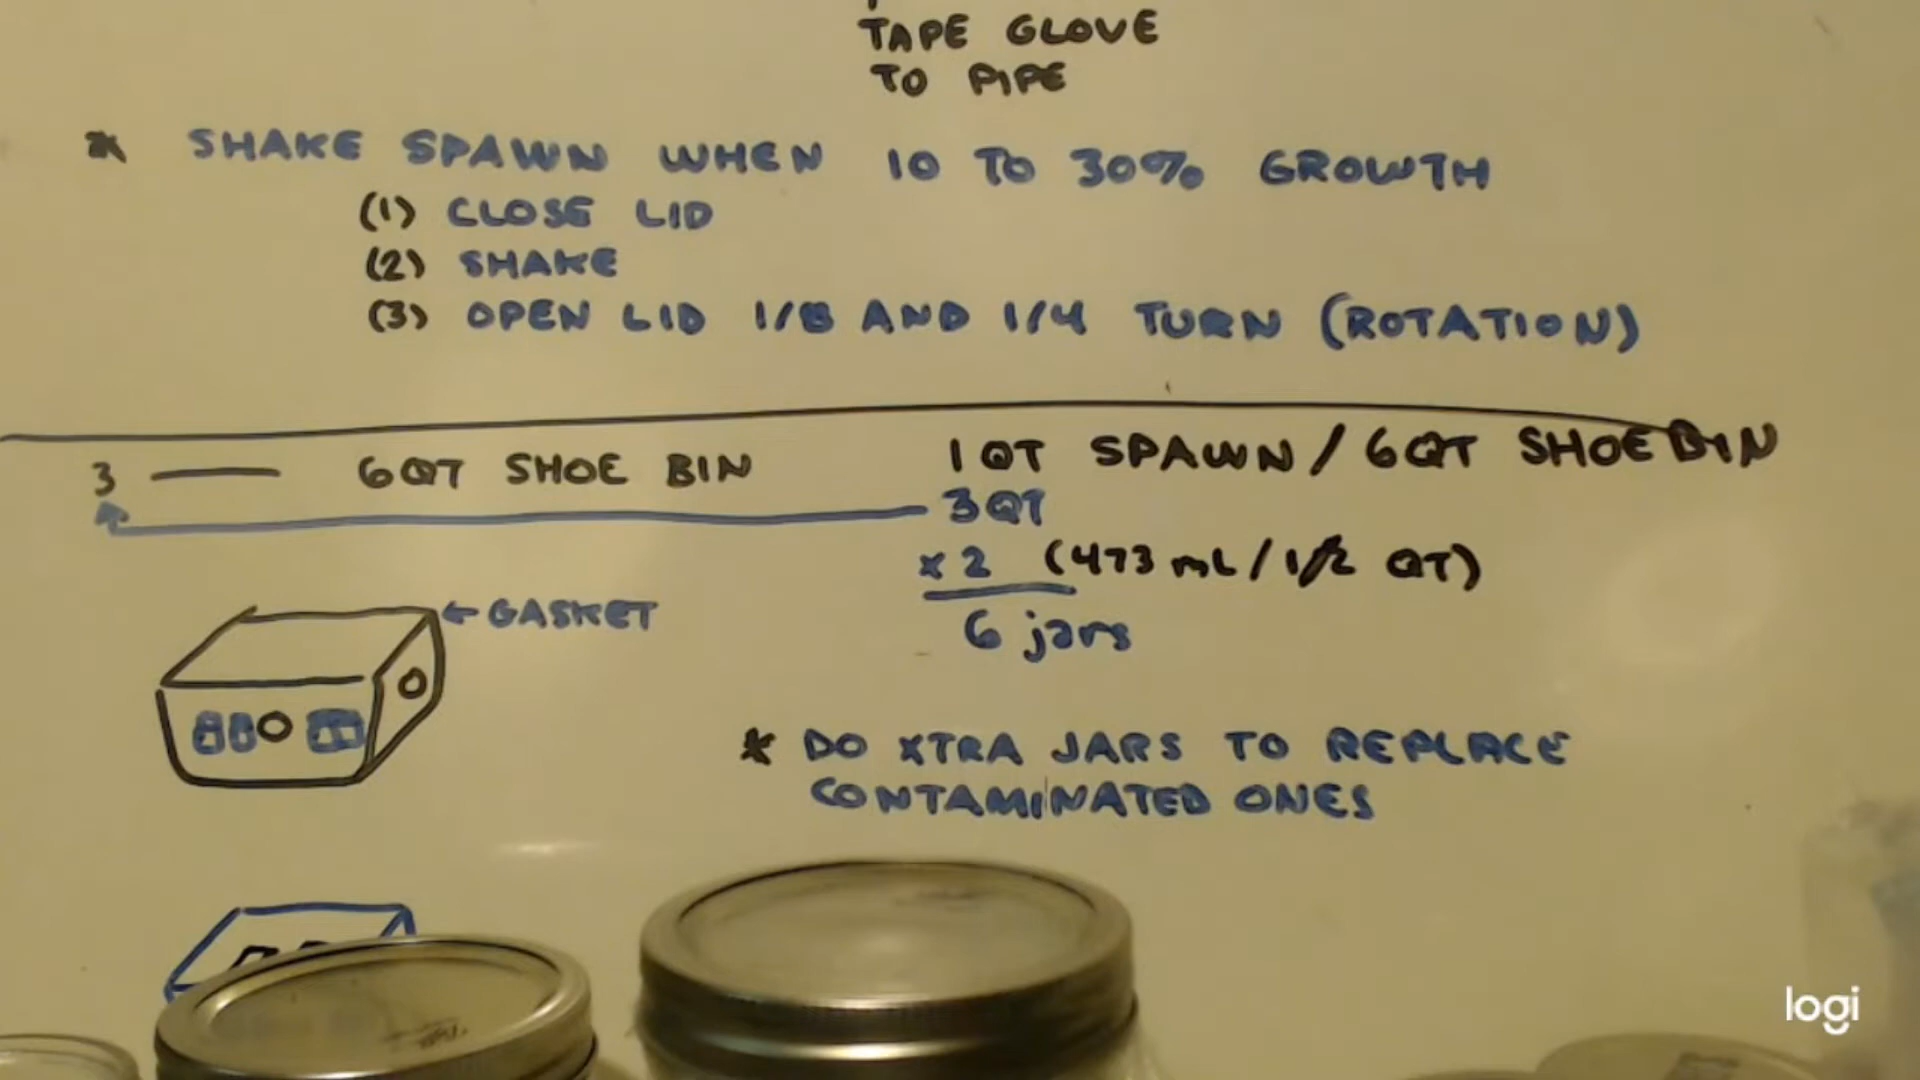 TAPE GLOVE
TO PIPE
* SHAKE SPAWN WHEN 10 TO 30% GROWTH
(1) CLOSE LID
(2) SHAKE
(3) OPEN LID 1/8 AND 1/4 TURN (ROTATION)
3 — 6QT SHOE BIN
1QT SPAWN / 6QT SHOE BIN
3QT
x 2 (473 mL / 1/2 QT)
6 jars
← GASKET
* DO XTRA JARS TO REPLACE
CONTAMINATED ONES
logi